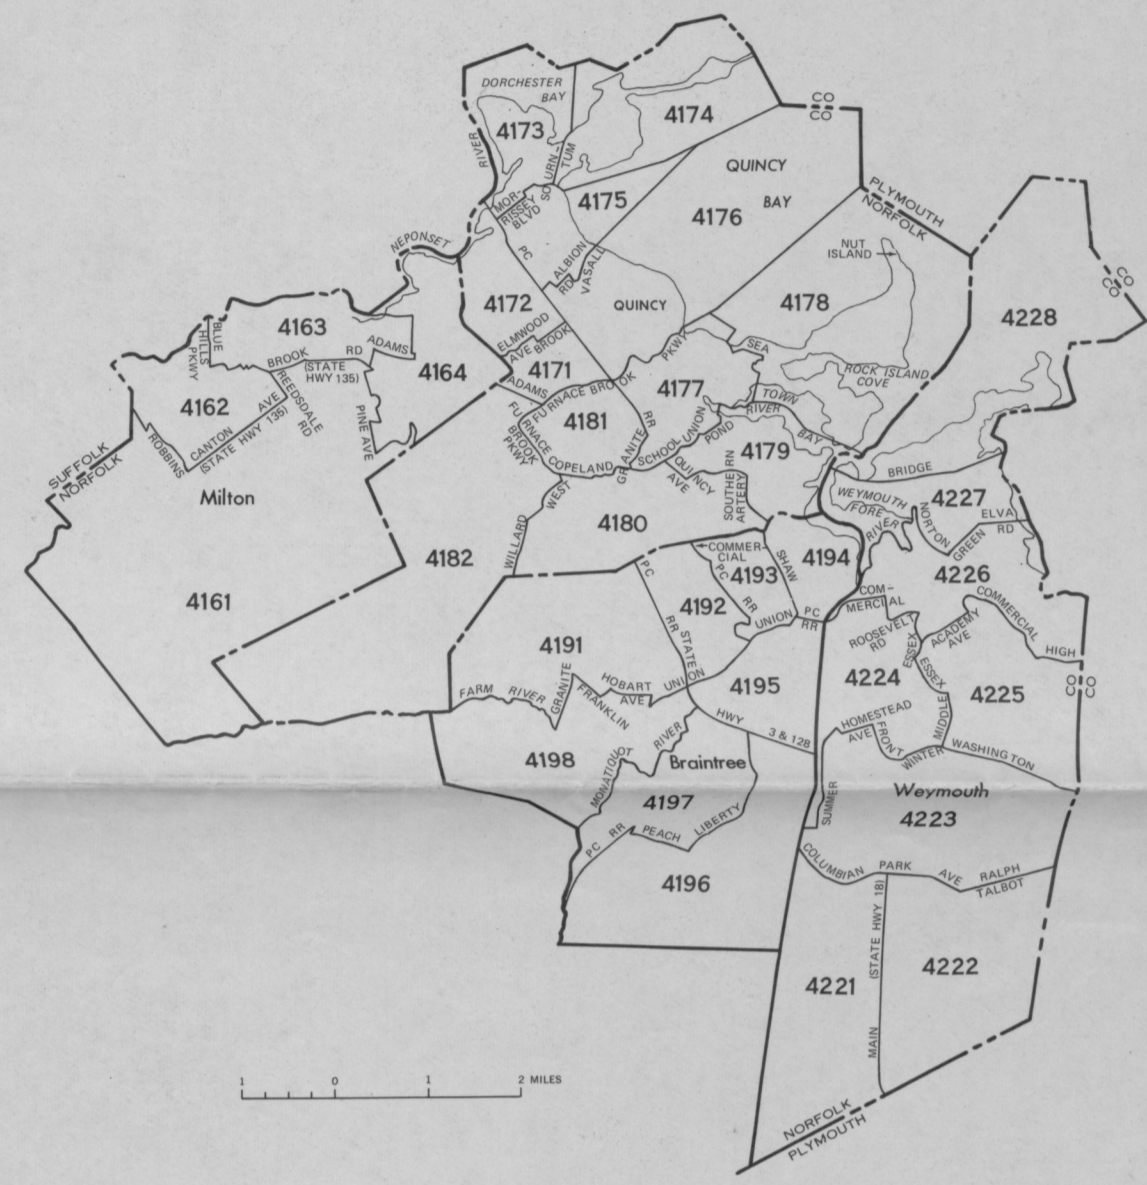 DORCHESTER
BAY
4173
4174
RIVER
SQ
URN-
TUM
CO
CO
QUINCY
BAY
4175
4176
MOR-
RISSEY
BLVD
PLYMOUTH
NORFOLK
NEPONSET
PC
ALBION
RD
VASALL
NUT
ISLAND
QUINCY
4178
CO
CO
4172
4228
4163
BLUE
HILLS
PKWY
ELMWOOD
AVE BROOK
ADAMS
BROOK RD
(STATE
HWY 135)
4164
4171
PKWY
SEA
ROCK ISLAND
COVE
4162
AVE
REEDSDALE
RD
PINE AVE
ADAMS
FURNACE BROOK
4177
TOWN
RIVER
BAY
ROBBINS
CANTON
(STATE HWY 135)
4181
FURNACE
BROOK
PKWY
RR
GRANITE
UNION
POND
SCHOOL
COPELAND
4179
SUFFOLK
NORFOLK
QUINCY
AVE
SOUTHERN
ARTERY
BRIDGE
Milton
WEST
WILLARD
4180
WEYMOUTH
FORE
RIVER
4227
NORTON
GREEN
ELVA
RD
4182
COMMER-
CIAL
4193
SHAW
4194
4226
4161
PC
RR
4192
PC
RR
UNION
PC
RR
COM-
MERCIAL
COMMERCIAL
ROOSEVELT
RD
ESSEX
ACADEMY
AVE
HIGH
4191
STATE
4195
4224
ESSEX
4225
CO
CO
FARM RIVER
GRANITE
FRANKLIN
HOBART
AVE
UNION
HWY
3 & 128
HOMESTEAD
AVE
FRONT
MIDDLE
WINTER
WASHINGTON
4198
MONATIQUOT
RIVER
Braintree
4197
PC RR
PEACH
LIBERTY
SUMMER
Weymouth
4223
4196
COLUMBIAN
PARK
AVE
RALPH
TALBOT
4221
MAIN (STATE HWY 18)
4222
1 0 1 2 MILES
NORFOLK
PLYMOUTH